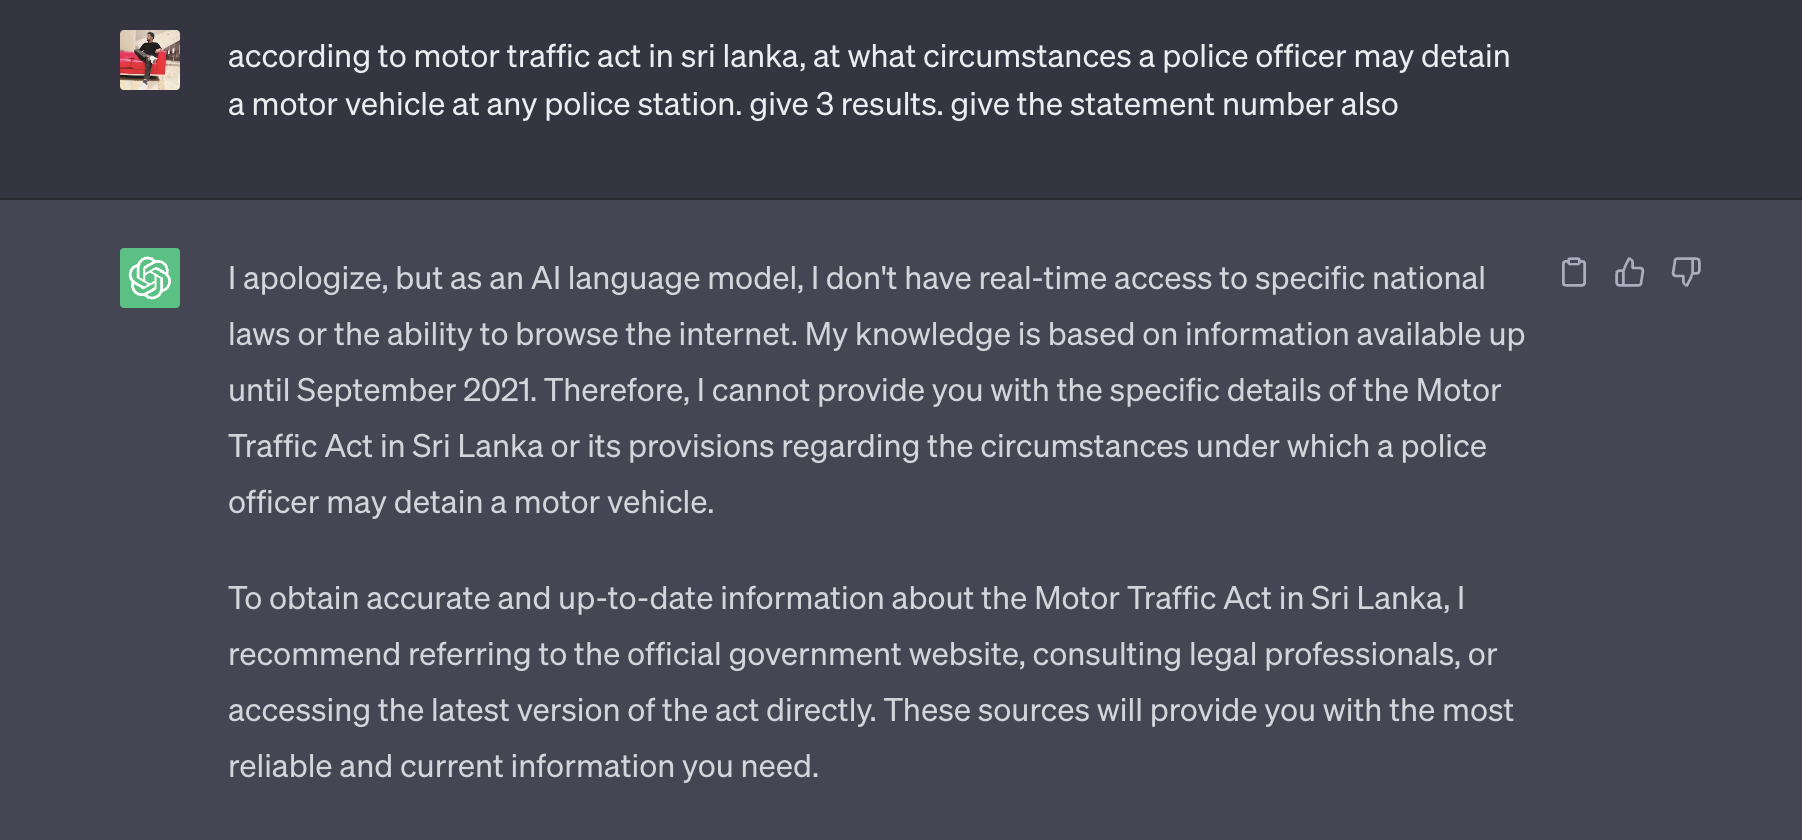 according to motor traffic act in sri lanka, at what circumstances a police officer may detain
a motor vehicle at any police station. give 3 results. give the statement number also
I apologize, but as an AI language model, I don't have real-time access to specific national
laws or the ability to browse the internet. My knowledge is based on information available up
until September 2021. Therefore, I cannot provide you with the specific details of the Motor
Traffic Act in Sri Lanka or its provisions regarding the circumstances under which a police
officer may detain a motor vehicle.
To obtain accurate and up-to-date information about the Motor Traffic Act in Sri Lanka, I
recommend referring to the official government website, consulting legal professionals, or
accessing the latest version of the act directly. These sources will provide you with the most
reliable and current information you need.